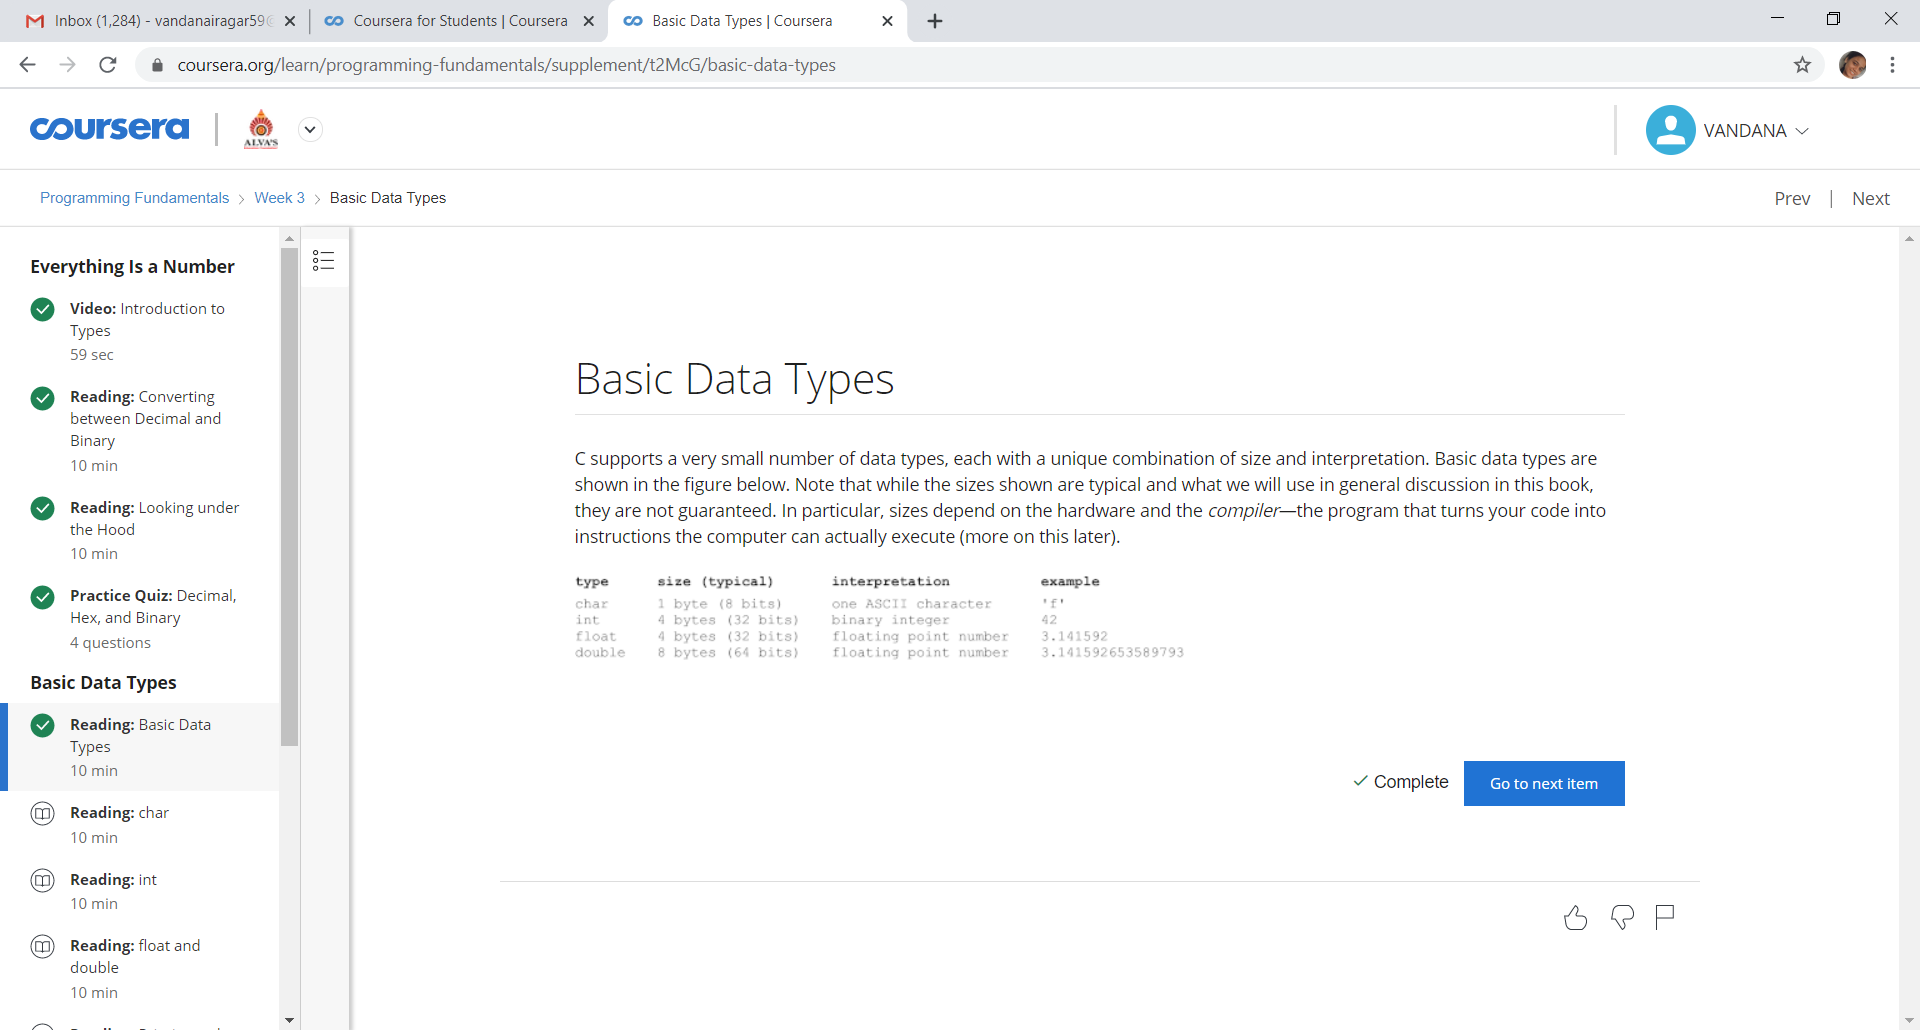 Inbox (1,284) - vandanairagar59
Coursera for Students | Coursera
Basic Data Types | Coursera
coursera.org/learn/programming-fundamentals/supplement/t2McG/basic-data-types
coursera
ALVA'S
VANDANA
Programming Fundamentals > Week 3 > Basic Data Types
Prev | Next
Everything Is a Number
Video: Introduction to
Types
59 sec
Reading: Converting
between Decimal and
Binary
10 min
Reading: Looking under
the Hood
10 min
Practice Quiz: Decimal,
Hex, and Binary
4 questions
Basic Data Types
Reading: Basic Data
Types
10 min
Reading: char
10 min
Reading: int
10 min
Reading: float and
double
10 min
Basic Data Types
C supports a very small number of data types, each with a unique combination of size and interpretation. Basic data types are
shown in the figure below. Note that while the sizes shown are typical and what we will use in general discussion in this book,
they are not guaranteed. In particular, sizes depend on the hardware and the compiler—the program that turns your code into
instructions the computer can actually execute (more on this later).
type size (typical) interpretation example
char 1 byte (8 bits) one ASCII character 'f'
int 4 bytes (32 bits) binary integer 42
float 4 bytes (32 bits) floating point number 3.141592
double 8 bytes (64 bits) floating point number 3.141592653589793
Complete
Go to next item